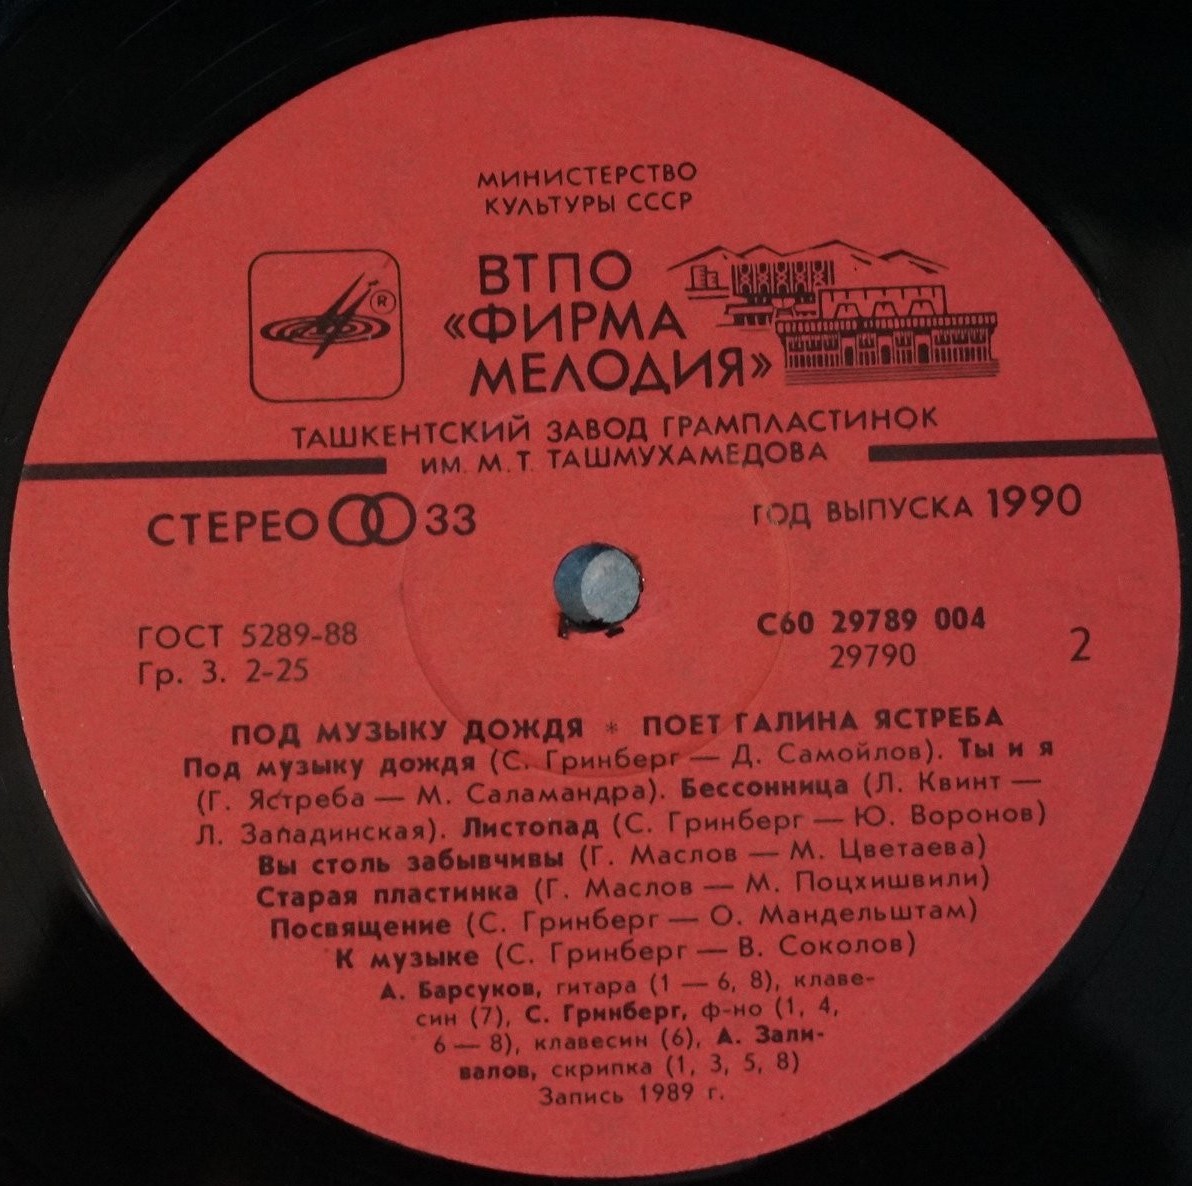 МИНИСТЕРСТВО
КУЛЬТУРЫ СССР
ВТПО
«ФИРМА
МЕЛОДИЯ»
®
ТАШКЕНТСКИЙ ЗАВОД ГРАМПЛАСТИНОК
ИМ. М. Т. ТАШМУХАМЕДОВА
СТЕРЕО 33
ГОД ВЫПУСКА 1990
ГОСТ 5289-88
Гр. 3. 2-25
С60 29789 004
29790
2
ПОД МУЗЫКУ ДОЖДЯ * ПОЕТ ГАЛИНА ЯСТРЕБА
Под музыку дождя (С. Гринберг — Д. Самойлов). Ты и я
(Г. Ястреба — М. Саламандра). Бессонница (Л. Квинт —
Л. Западинская). Листопад (С. Гринберг — Ю. Воронов)
Вы столь забывчивы (Г. Маслов — М. Цветаева)
Старая пластинка (Г. Маслов — М. Поцхишвили)
Посвящение (С. Гринберг — О. Мандельштам)
К музыке (С. Гринберг — В. Соколов)
А. Барсуков, гитара (1 — 6, 8), клаве-
син (7), С. Гринберг, ф-но (1, 4,
6 — 8), клавесин (6), А. Зали-
валов, скрипка (1, 3, 5, 8)
Запись 1989 г.